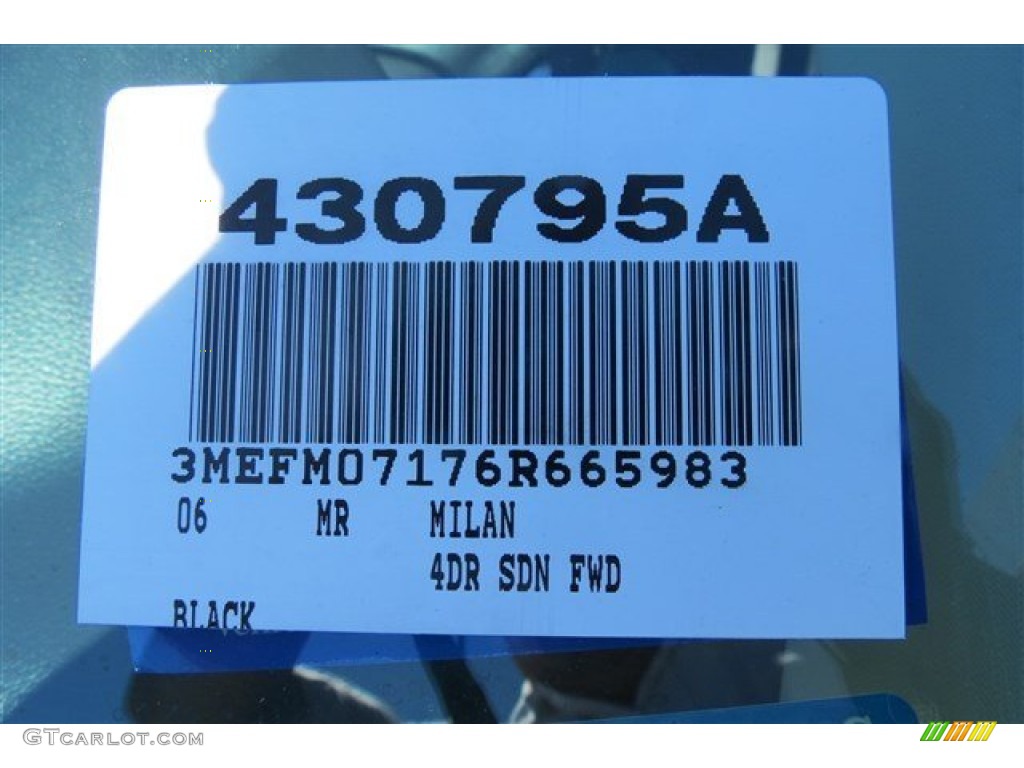 430795A
3MEFM07176R665983
06 MR MILAN
4DR SDN FWD
BLACK
GTCARLOT.COM